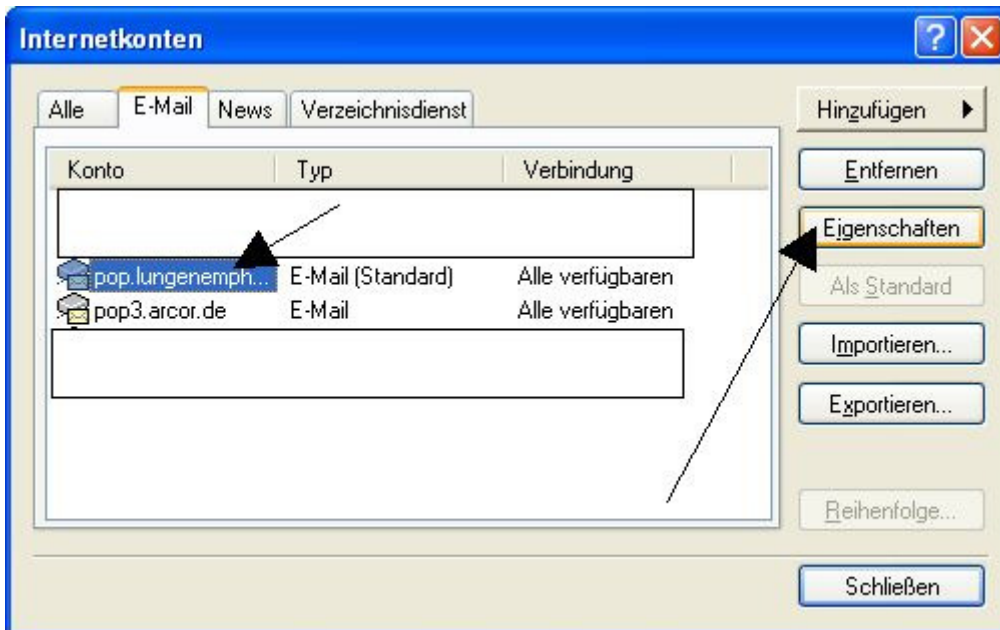 Internetkonten
Alle E-Mail News Verzeichnisdienst
Hinzufügen
Konto Typ Verbindung
Entfernen
Eigenschaften
pop.lungenemph... E-Mail (Standard) Alle verfügbaren
Als Standard
pop3.arcor.de E-Mail Alle verfügbaren
Importieren...
Exportieren...
Reihenfolge...
Schließen